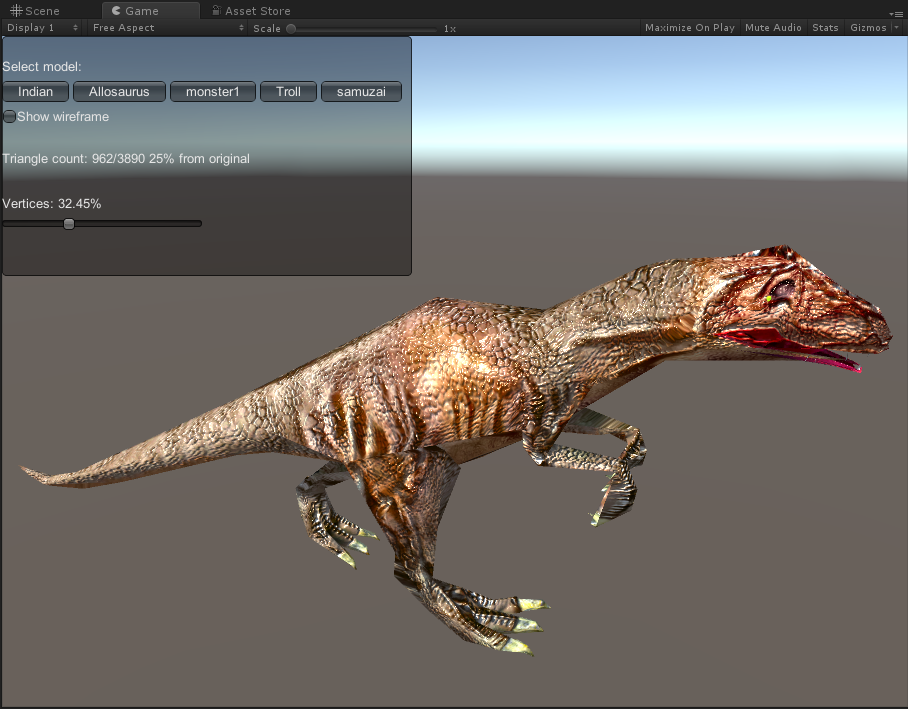 Scene Game Asset Store
Display 1 Free Aspect Scale 1x Maximize On Play Mute Audio Stats Gizmos
Select model:
Indian Allosaurus monster1 Troll samuzai
Show wireframe
Triangle count: 962/3890 25% from original
Vertices: 32.45%